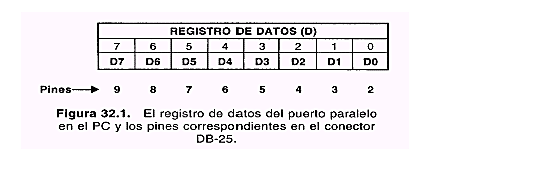 REGISTRO DE DATOS (D)
7 6 5 4 3 2 1 0
D7 D6 D5 D4 D3 D2 D1 D0
Pines 9 8 7 6 5 4 3 2
Figura 32.1. El registro de datos del puerto paralelo
en el PC y los pines correspondientes en el conector
DB-25.